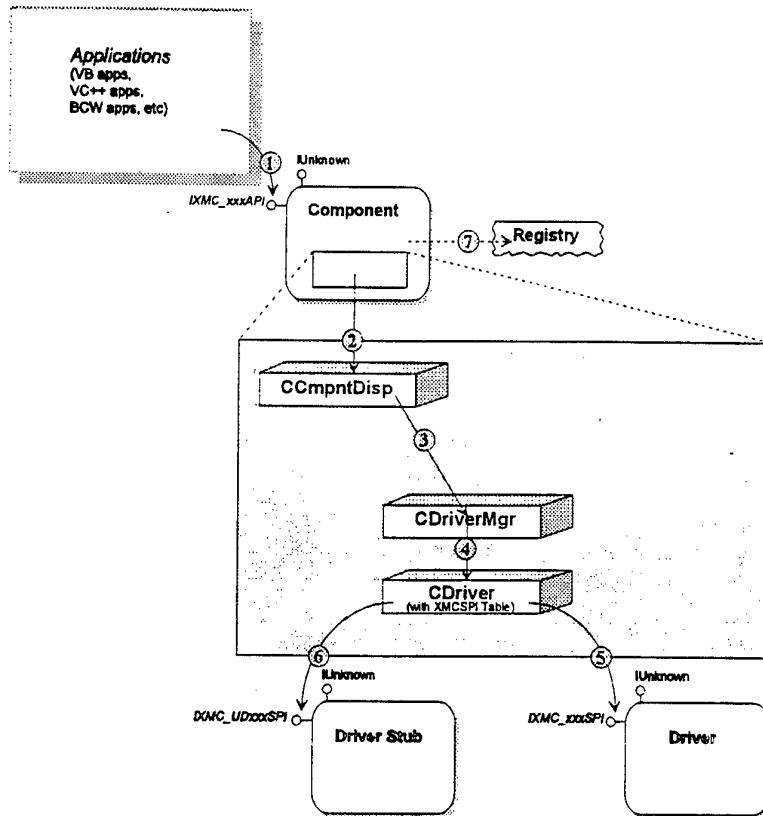 Applications
(VB apps,
VC++ apps,
BCW apps, etc)
1
IUnknown
IXMC_xxxAPI
Component
7
Registry
2
CCmpntDisp
3
CDriverMgr
4
CDriver
(with XMCSPI Table)
6
5
IUnknown
IUnknown
IXMC_UDxxxSPI
IXMC_xxxSPI
Driver Stub
Driver